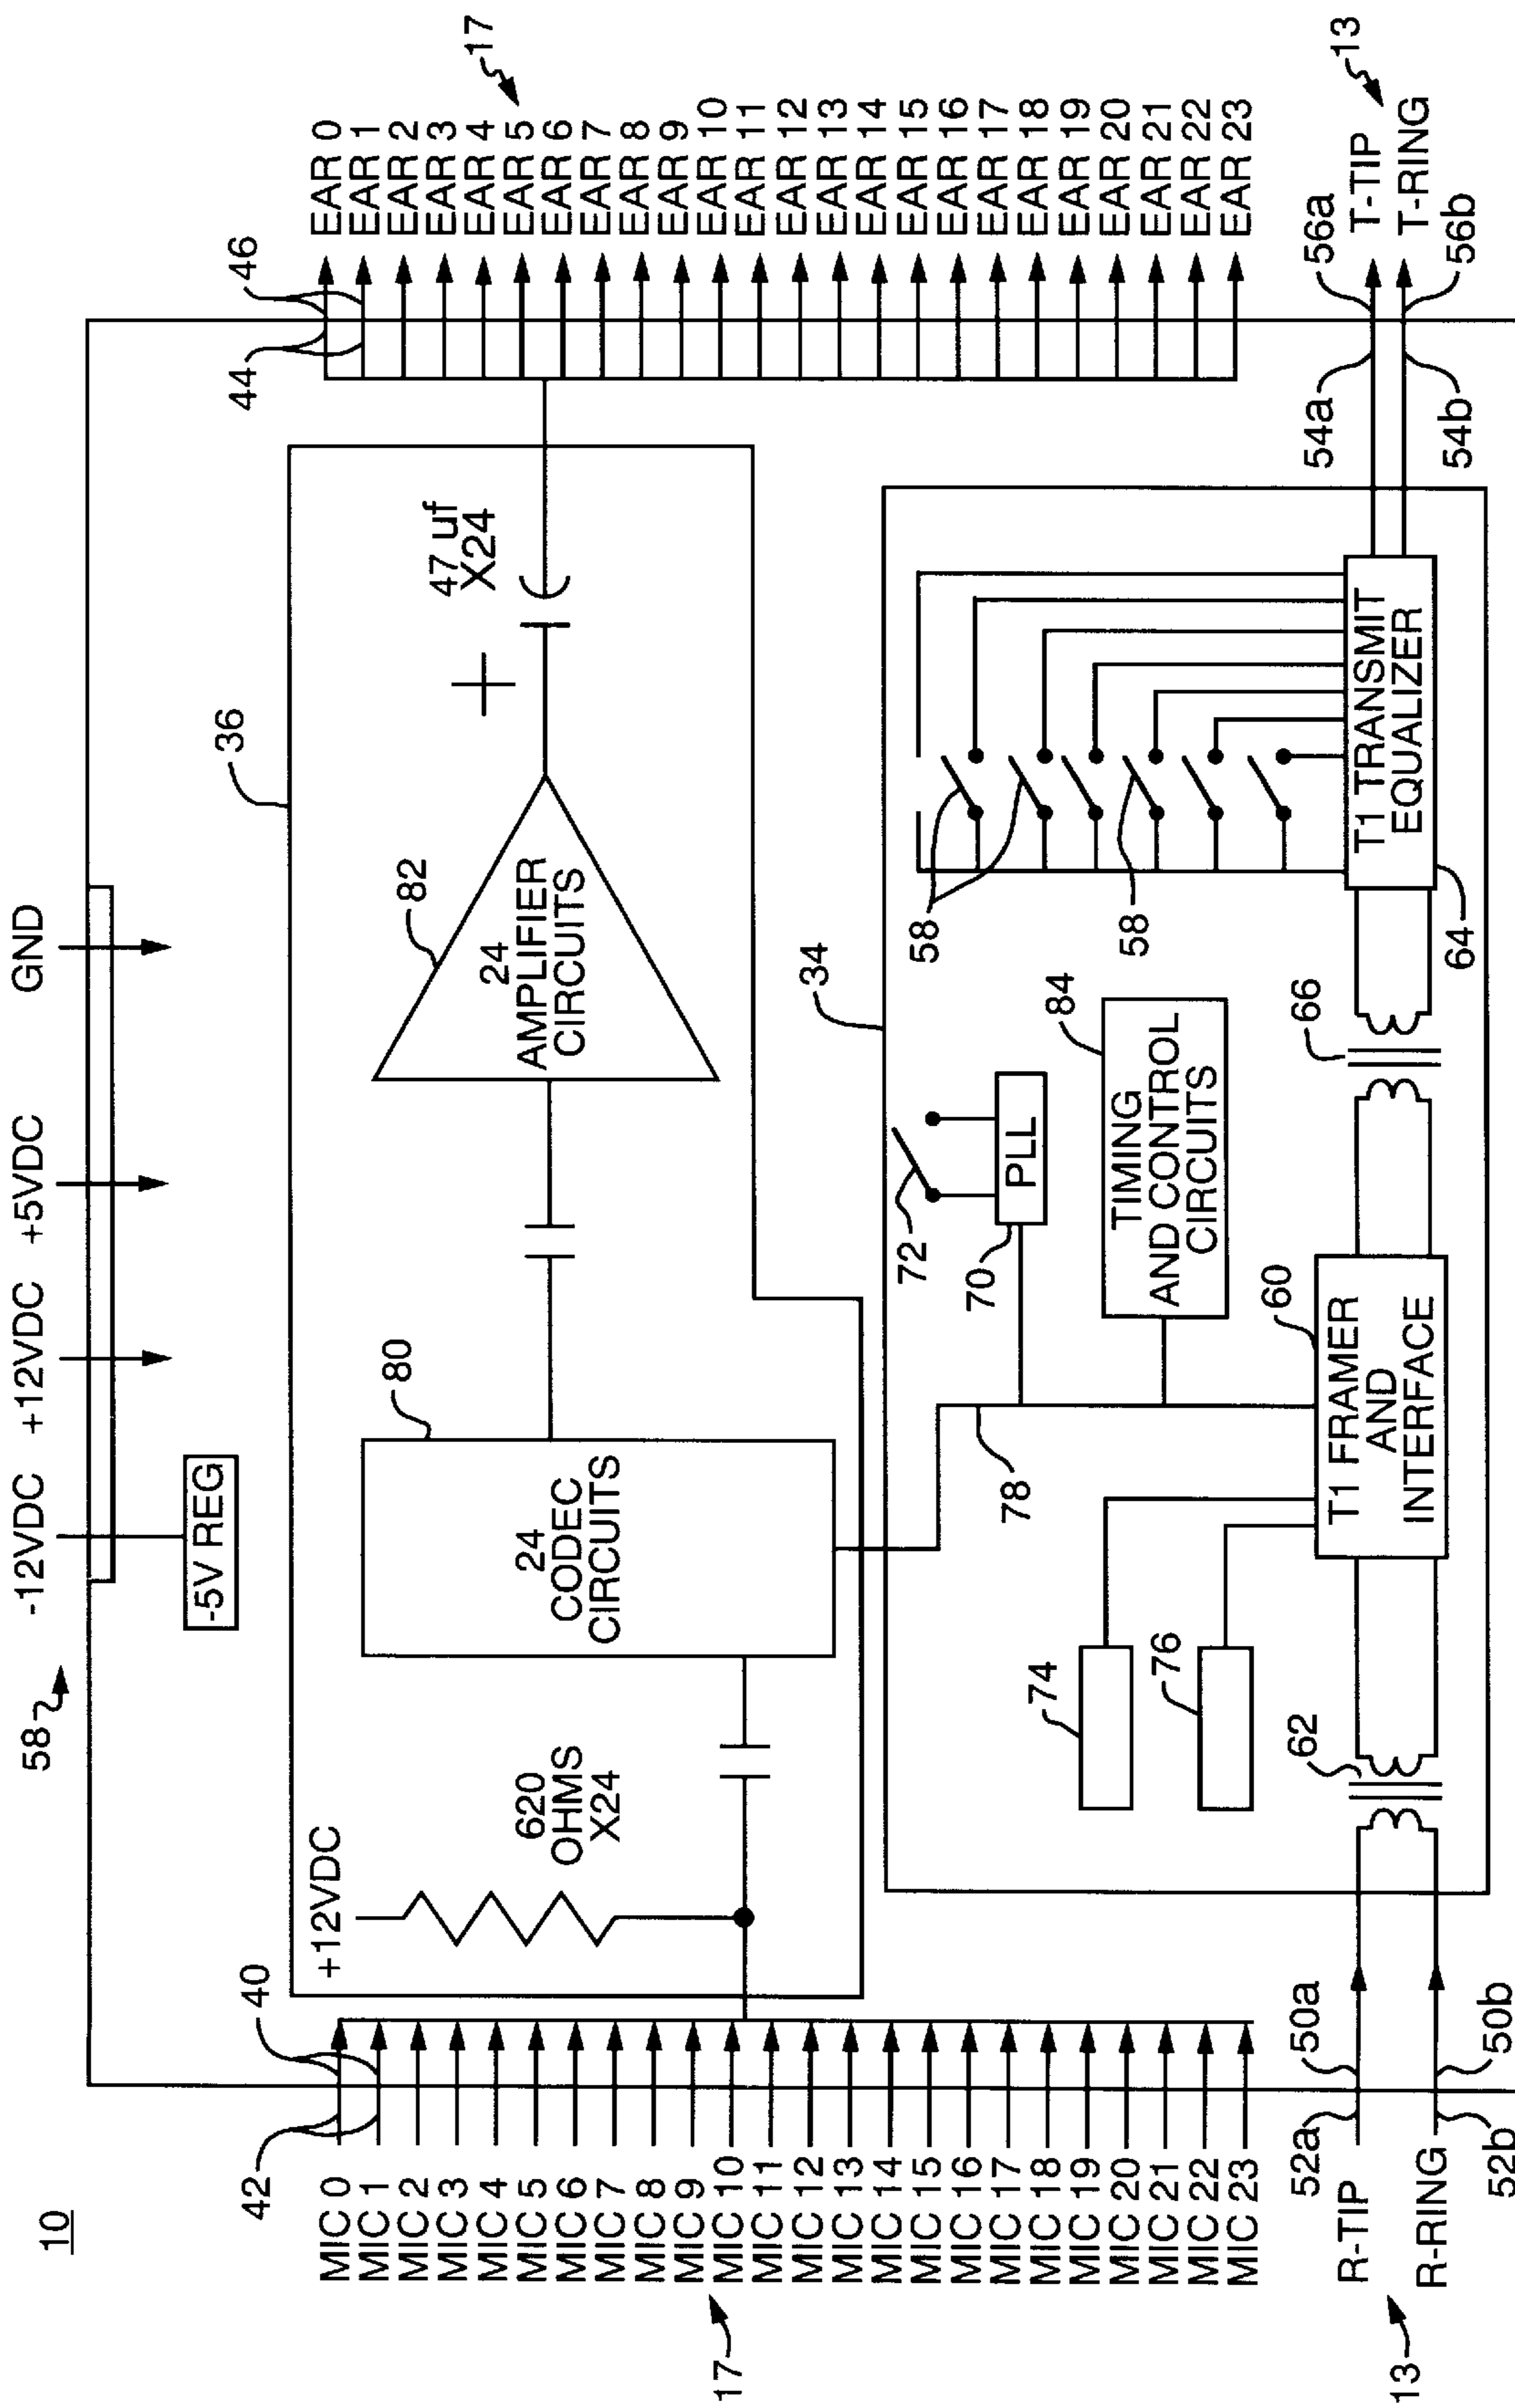 10
58
-12VDC
+12VDC
+5VDC
GND
-5V REG
36
42
40
44
46
MIC 0
MIC 1
MIC 2
MIC 3
MIC 4
MIC 5
MIC 6
MIC 7
MIC 8
MIC 9
MIC 10
MIC 11
MIC 12
MIC 13
MIC 14
MIC 15
MIC 16
MIC 17
MIC 18
MIC 19
MIC 20
MIC 21
MIC 22
MIC 23
17
+12VDC
620
OHMS
X24
80
24
CODEC
CIRCUITS
82
24
AMPLIFIER
CIRCUITS
+
47 uf
X24
EAR 0
EAR 1
EAR 2
EAR 3
EAR 4
EAR 5
EAR 6
EAR 7
EAR 8
EAR 9
EAR 10
EAR 11
EAR 12
EAR 13
EAR 14
EAR 15
EAR 16
EAR 17
EAR 18
EAR 19
EAR 20
EAR 21
EAR 22
EAR 23
17
34
72
70
PLL
58
58
74
76
78
84
TIMING
AND CONTROL
CIRCUITS
52a
50a
R-TIP
R-RING
52b
50b
13
62
60
T1 FRAMER
AND
INTERFACE
66
64
T1 TRANSMIT
EQUALIZER
54a
56a
T-TIP
T-RING
54b
56b
13